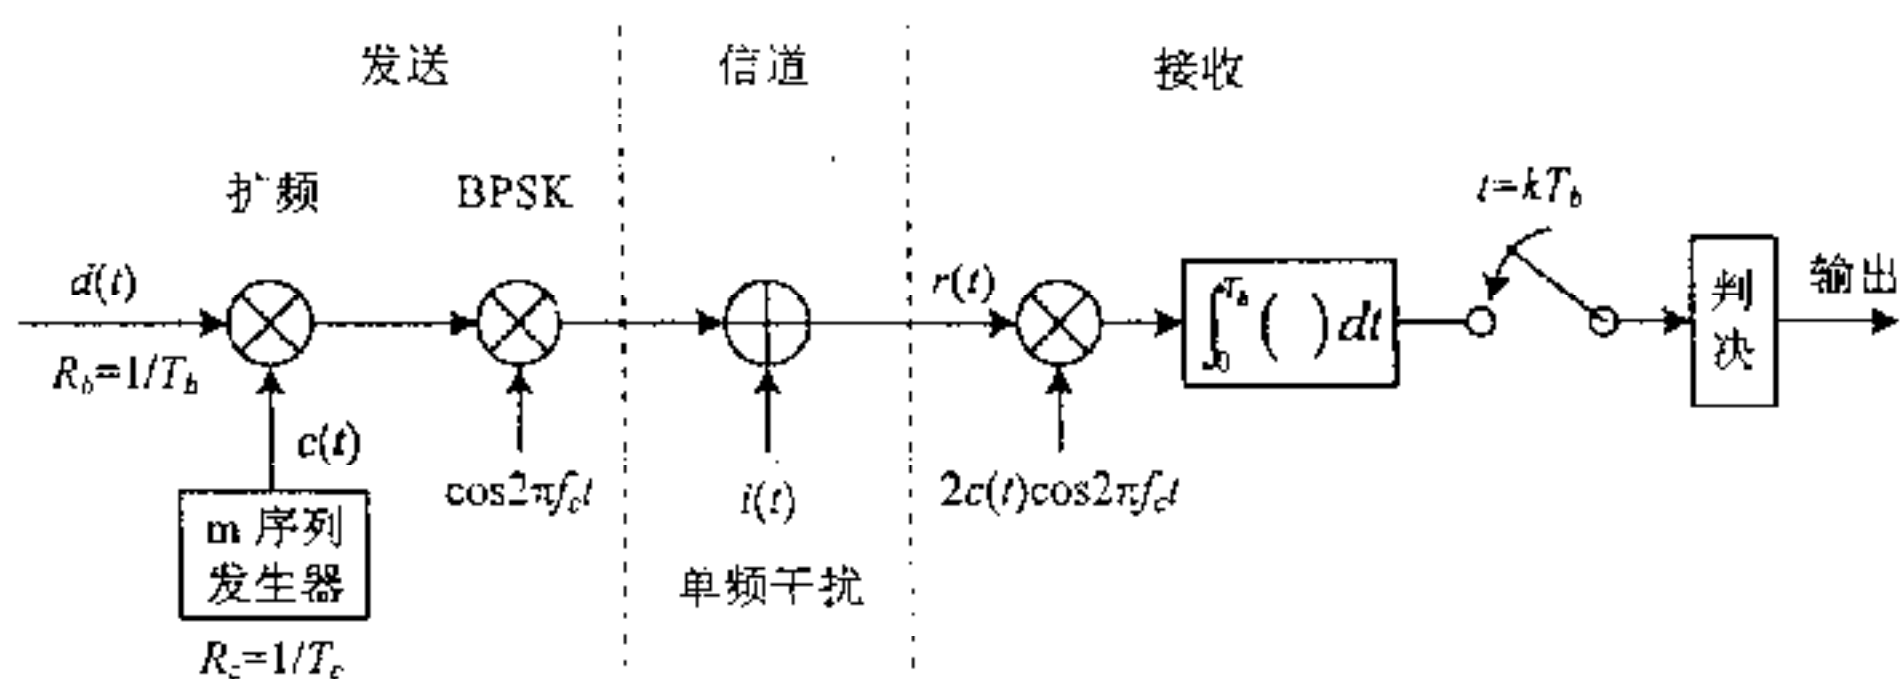 发送
信道
接收
扩频
BPSK
t=kT_b
d(t)
r(t)
∫_0^{T_b} ( ) dt
判决
输出
R_b=1/T_b
c(t)
cos2πf_ct
i(t)
2c(t)cos2πf_ct
m 序列
发生器
单频干扰
R_c=1/T_c